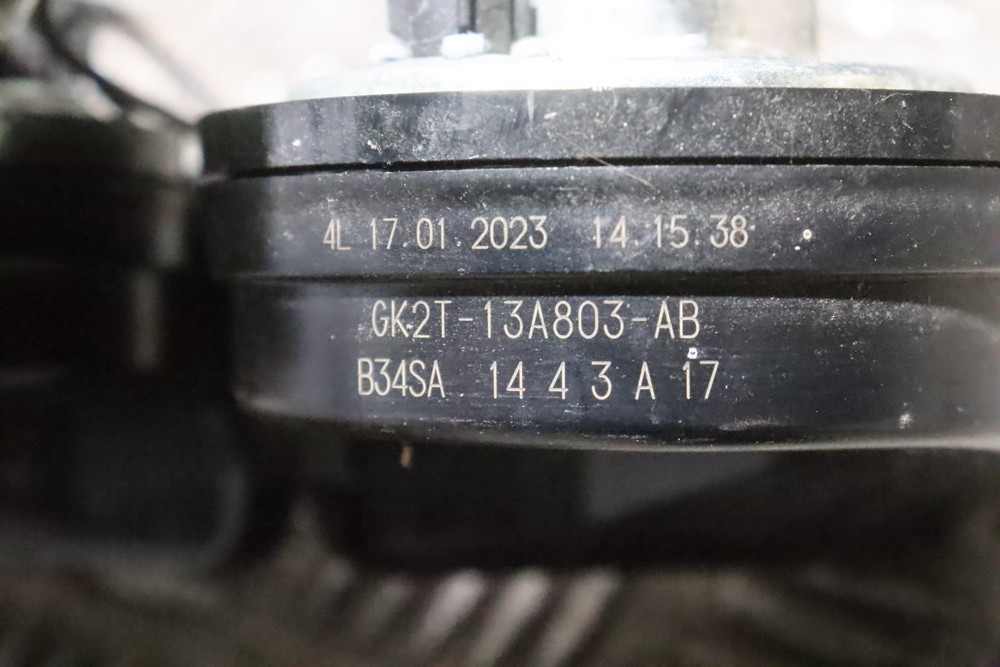 4L 17.01.2023 14.15.38
GK2T-13A803-AB
B34SA 14 4 3 A 17